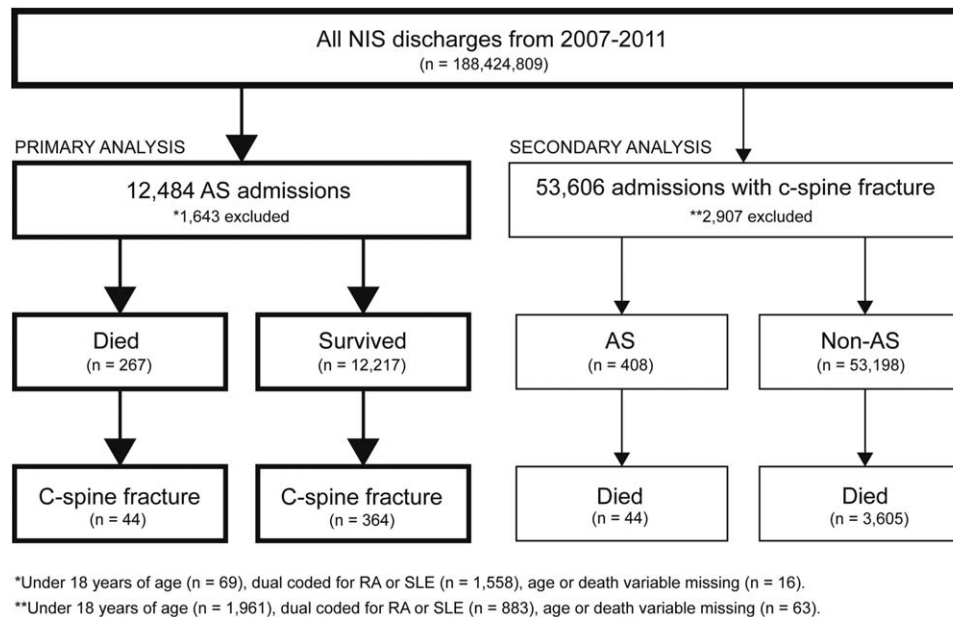 All NIS discharges from 2007-2011
(n = 188,424,809)
PRIMARY ANALYSIS
SECONDARY ANALYSIS
12,484 AS admissions
*1,643 excluded
53,606 admissions with c-spine fracture
**2,907 excluded
Died
(n = 267)
Survived
(n = 12,217)
AS
(n = 408)
Non-AS
(n = 53,198)
C-spine fracture
(n = 44)
C-spine fracture
(n = 364)
Died
(n = 44)
Died
(n = 3,605)
*Under 18 years of age (n = 69), dual coded for RA or SLE (n = 1,558), age or death variable missing (n = 16).
**Under 18 years of age (n = 1,961), dual coded for RA or SLE (n = 883), age or death variable missing (n = 63).